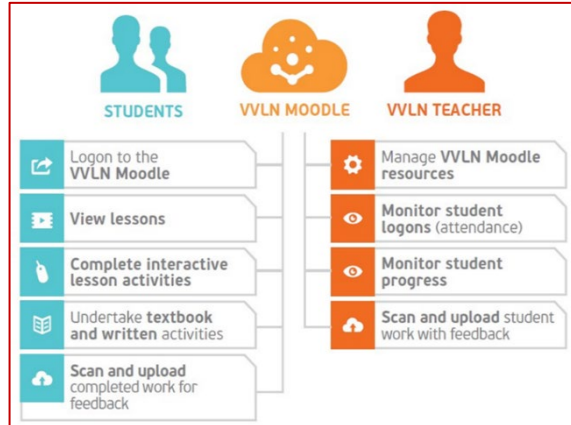 STUDENTS
VVLN MOODLE
VVLN TEACHER
Logon to the
VVLN Moodle
View lessons
Complete interactive
lesson activities
Undertake textbook
and written activities
Scan and upload
completed work for
feedback
Manage VVLN Moodle
resources
Monitor student
logons (attendance)
Monitor student
progress
Scan and upload student
work with feedback